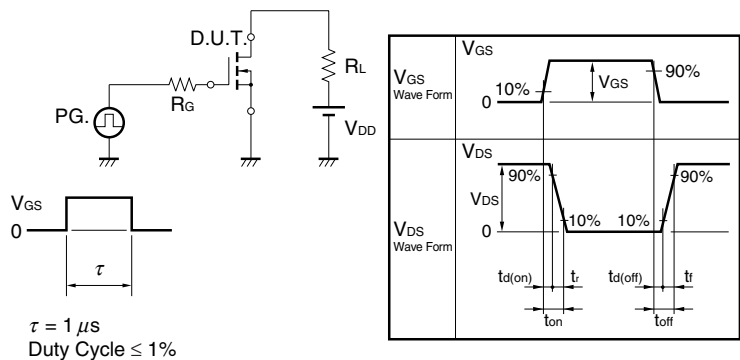 D.U.T.
RL
RG
PG.
VDD
VGS
0
τ
τ = 1 μs
Duty Cycle ≤ 1%
VGS
Wave Form
VGS
10%
VGS
90%
0
VDS
Wave Form
VDS
90%
VDS
10%
10%
90%
0
td(on)
tr
td(off)
tf
ton
toff